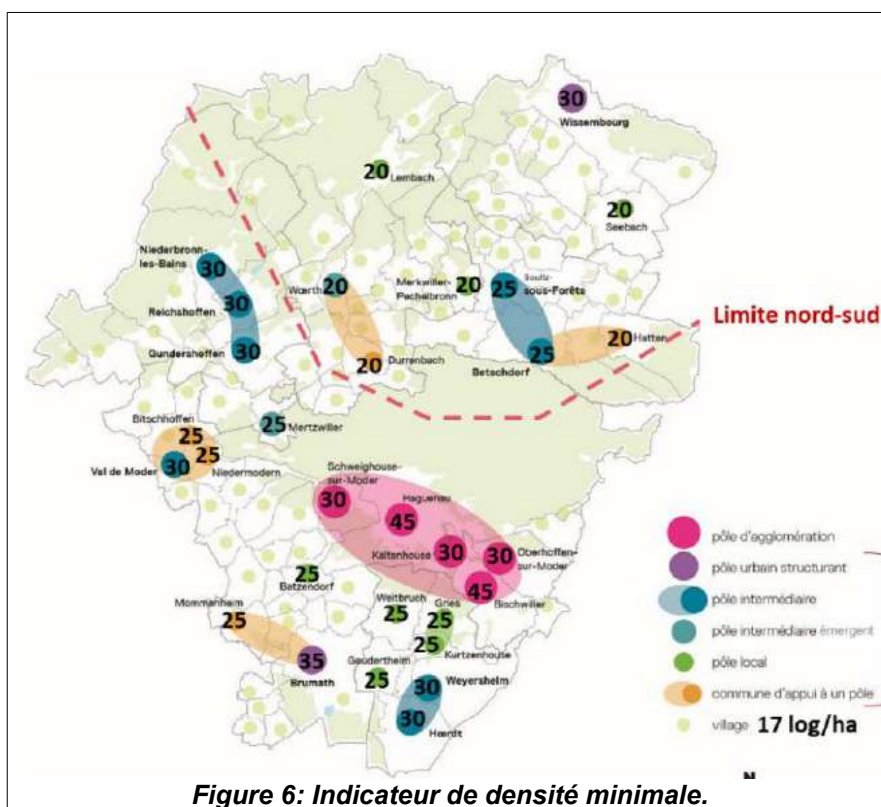 30
Wissembourg
20
Lembach
20
Seebach
Niederbronn-
les-Bains
30
Reichshoffen
30
Gundershoffen
30
Wœrth
20
Merkwiller-
Pechelbronn
20
25
Soultz-
sous-Forêts
Limite nord-sud
20
Hatten
25
Betschdorf
20
Durrenbach
Bitschhoffen
25
25
Mertzwiller
25
Val de Moder
30
Niedermodern
Schweighouse-
sur-Moder
30
Haguenau
45
Kaltenhouse
30
30
Oberhoffen-
sur-Moder
45
Bischwiller
25
Batzendorf
Weitbruch
25
Gries
25
25
Kurtzenhouse
Mommenheim
25
35
Brumath
Geudertheim
25
30
Weyersheim
30
Hœrdt
pôle d'agglomération
pôle urbain structurant
pôle intermédiaire
pôle intermédiaire émergent
pôle local
commune d'appui à un pôle
village 17 log/ha
N
Figure 6: Indicateur de densité minimale.